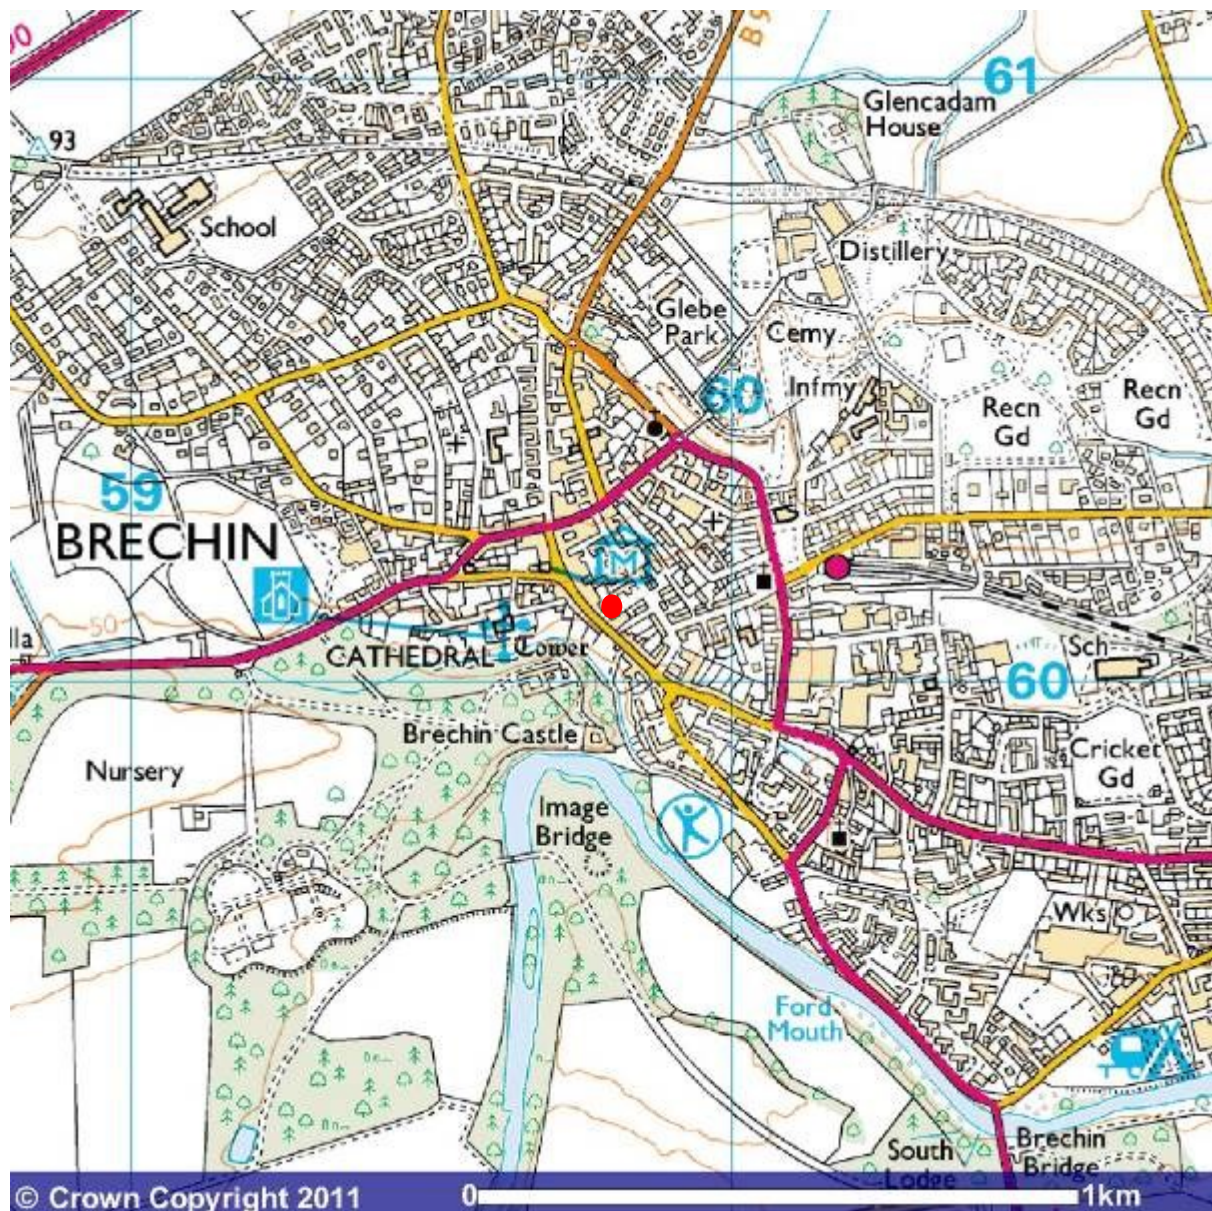 B9
61
Glencadam
House
93
School
Distillery
Glebe
Park
Cemy
60
Infmy
Recn
Gd
Recn
Gd
59
BRECHIN
M
50
CATHEDRAL
Tower
Sch
60
Brechin Castle
Nursery
Cricket
Gd
Image
Bridge
Wks
Ford
Mouth
South
Lodge
Brechin
Bridge
© Crown Copyright 2011
0
1km